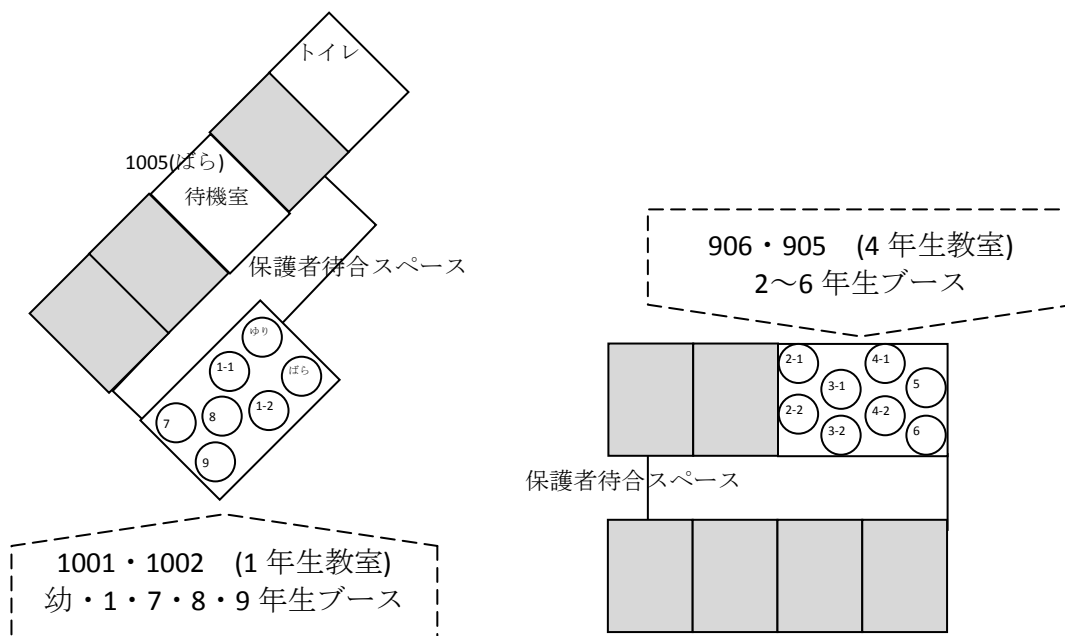 トイレ
1005(ばら)
待機室
保護者待合スペース
ゆり
1-1
ばら
1-2
8
7
9
1001・1002 (1 年生教室)
幼・1・7・8・9 年生ブース
906・905 (4 年生教室)
2～6 年生ブース
2-1
4-1
3-1
5
2-2
4-2
3-2
6
保護者待合スペース